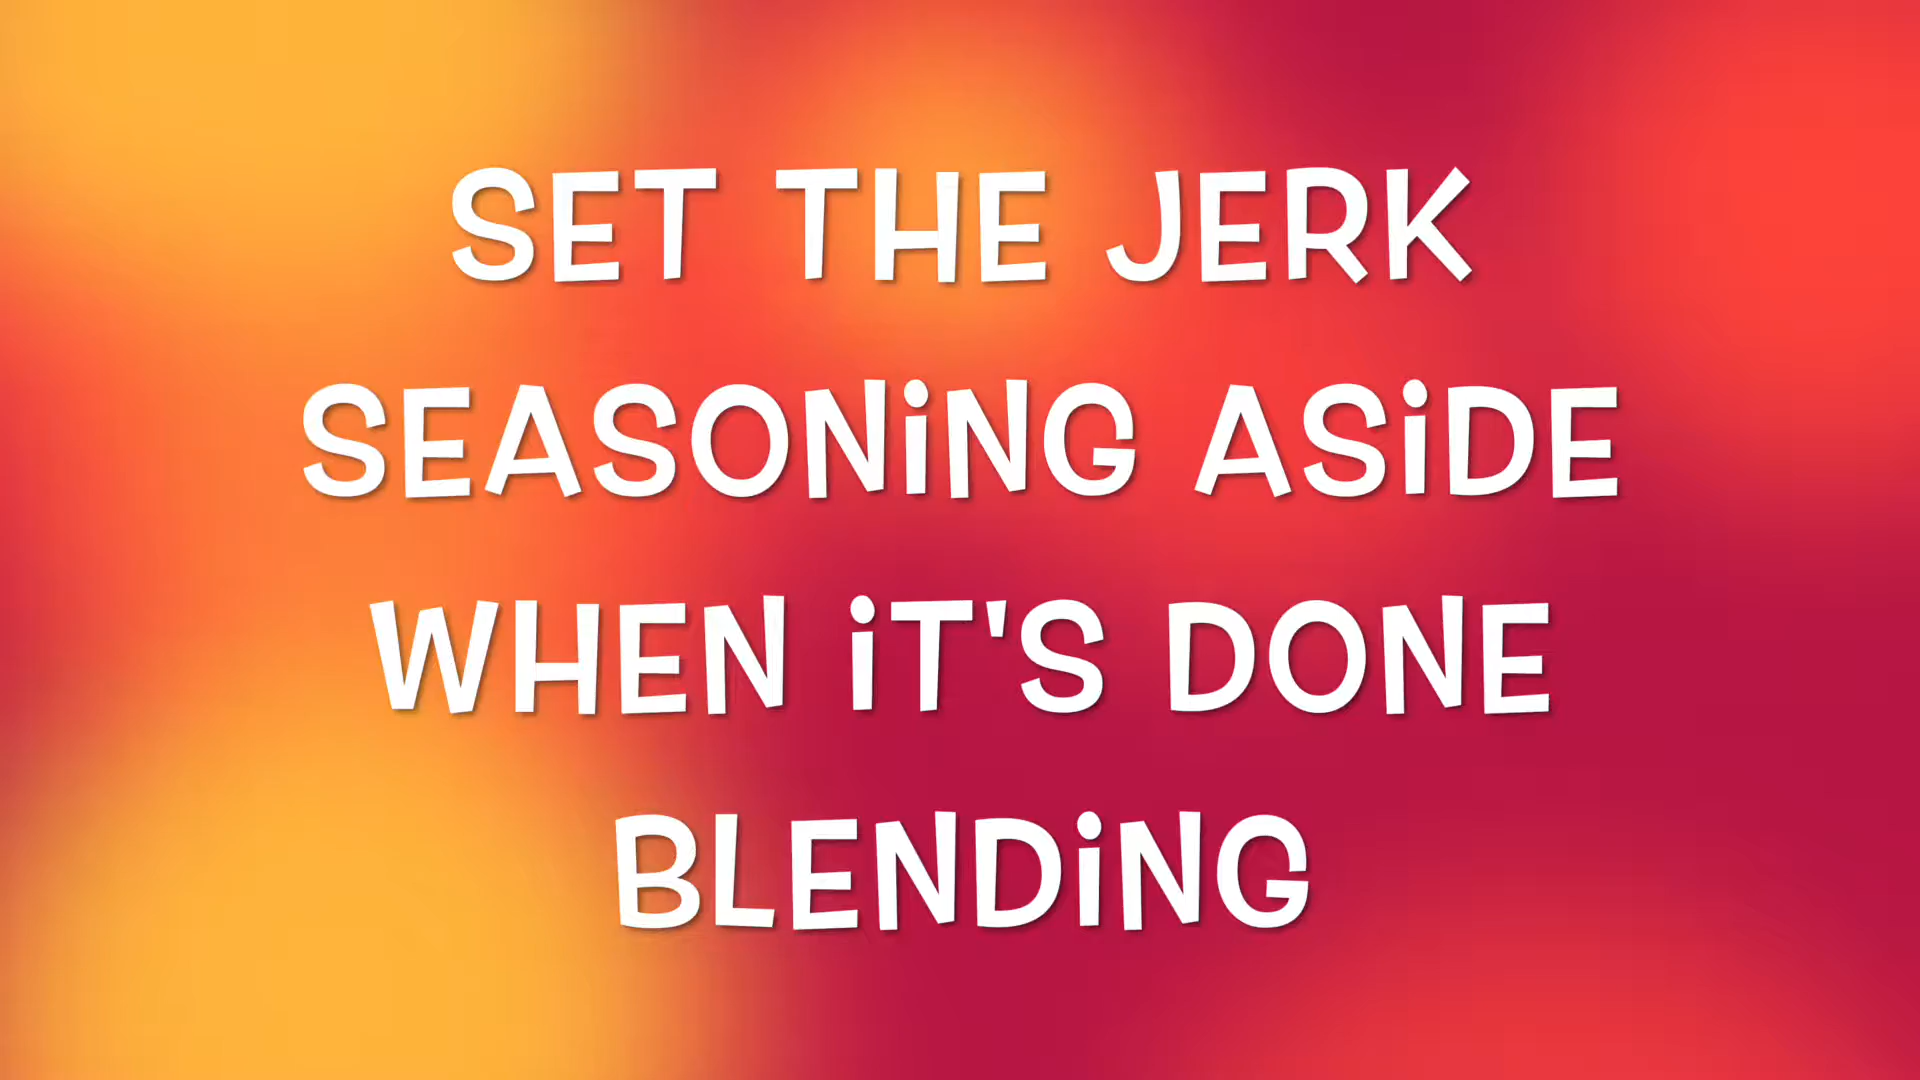 SET THE JERK
SEASONiNG ASiDE
WHEN iT'S DONE
BLENDiNG